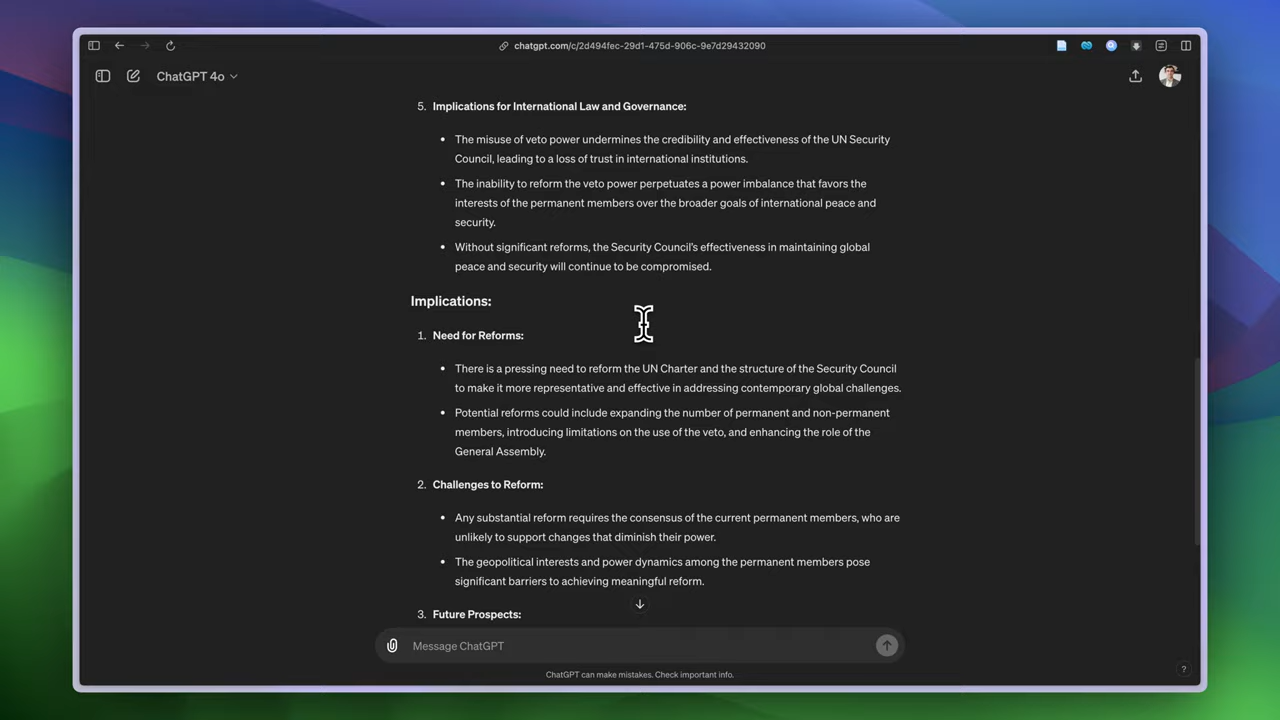 chatgpt.com/c/2d494fec-29d1-475d-906c-9e7d29432090
ChatGPT 4o
5. Implications for International Law and Governance:
• The misuse of veto power undermines the credibility and effectiveness of the UN Security
Council, leading to a loss of trust in international institutions.
• The inability to reform the veto power perpetuates a power imbalance that favors the
interests of the permanent members over the broader goals of international peace and
security.
• Without significant reforms, the Security Council's effectiveness in maintaining global
peace and security will continue to be compromised.
Implications:
1. Need for Reforms:
• There is a pressing need to reform the UN Charter and the structure of the Security Council
to make it more representative and effective in addressing contemporary global challenges.
• Potential reforms could include expanding the number of permanent and non-permanent
members, introducing limitations on the use of the veto, and enhancing the role of the
General Assembly.
2. Challenges to Reform:
• Any substantial reform requires the consensus of the current permanent members, who are
unlikely to support changes that diminish their power.
• The geopolitical interests and power dynamics among the permanent members pose
significant barriers to achieving meaningful reform.
3. Future Prospects:
Message ChatGPT
ChatGPT can make mistakes. Check important info.
?